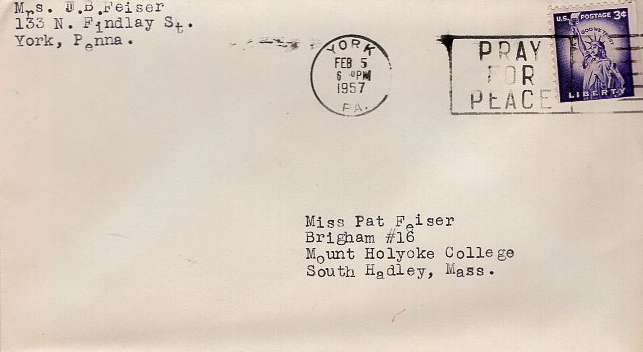 Mrs. J.B.Feiser
133 N. Findlay St.
York, Penna.
YORK
FEB 5
6 PM
1957
PA.
PRAY
FOR
PEACE
U.S. POSTAGE 3¢
IN GOD WE TRUST
LIBERTY
Miss Pat Feiser
Brigham #16
Mount Holyoke College
South Hadley, Mass.